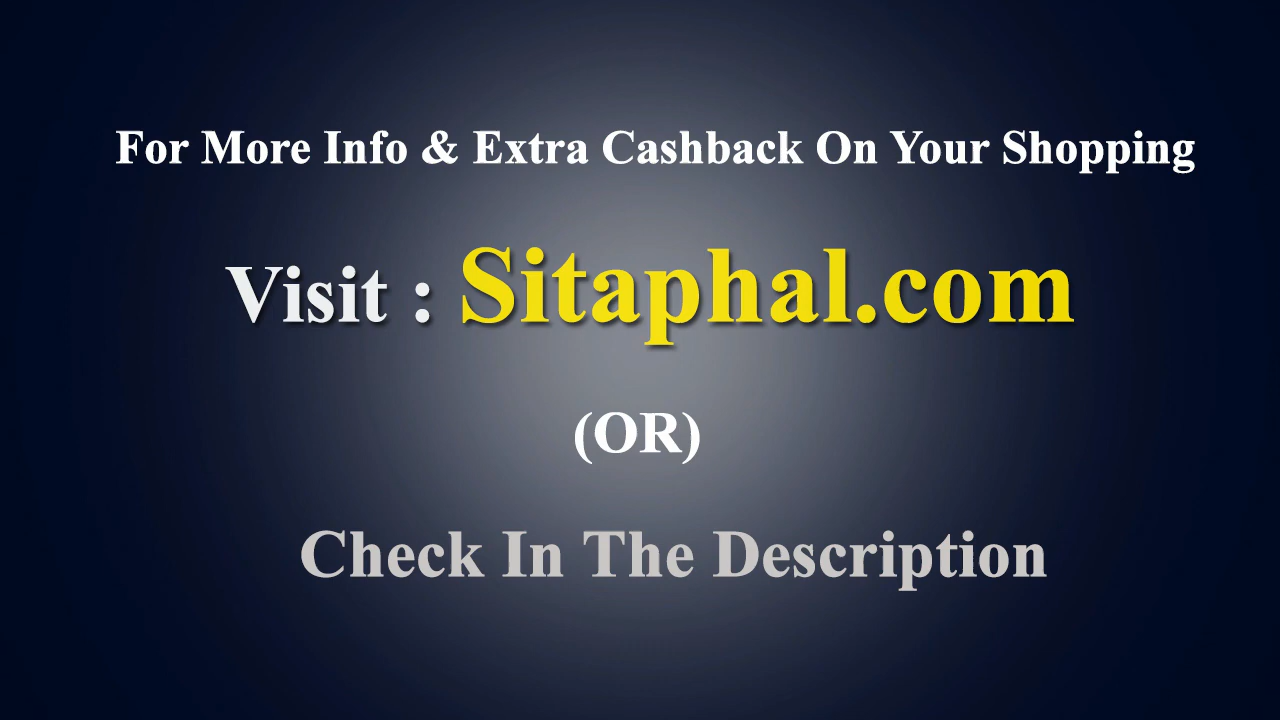 For More Info & Extra Cashback On Your Shopping
Visit : Sitaphal.com
(OR)
Check In The Description